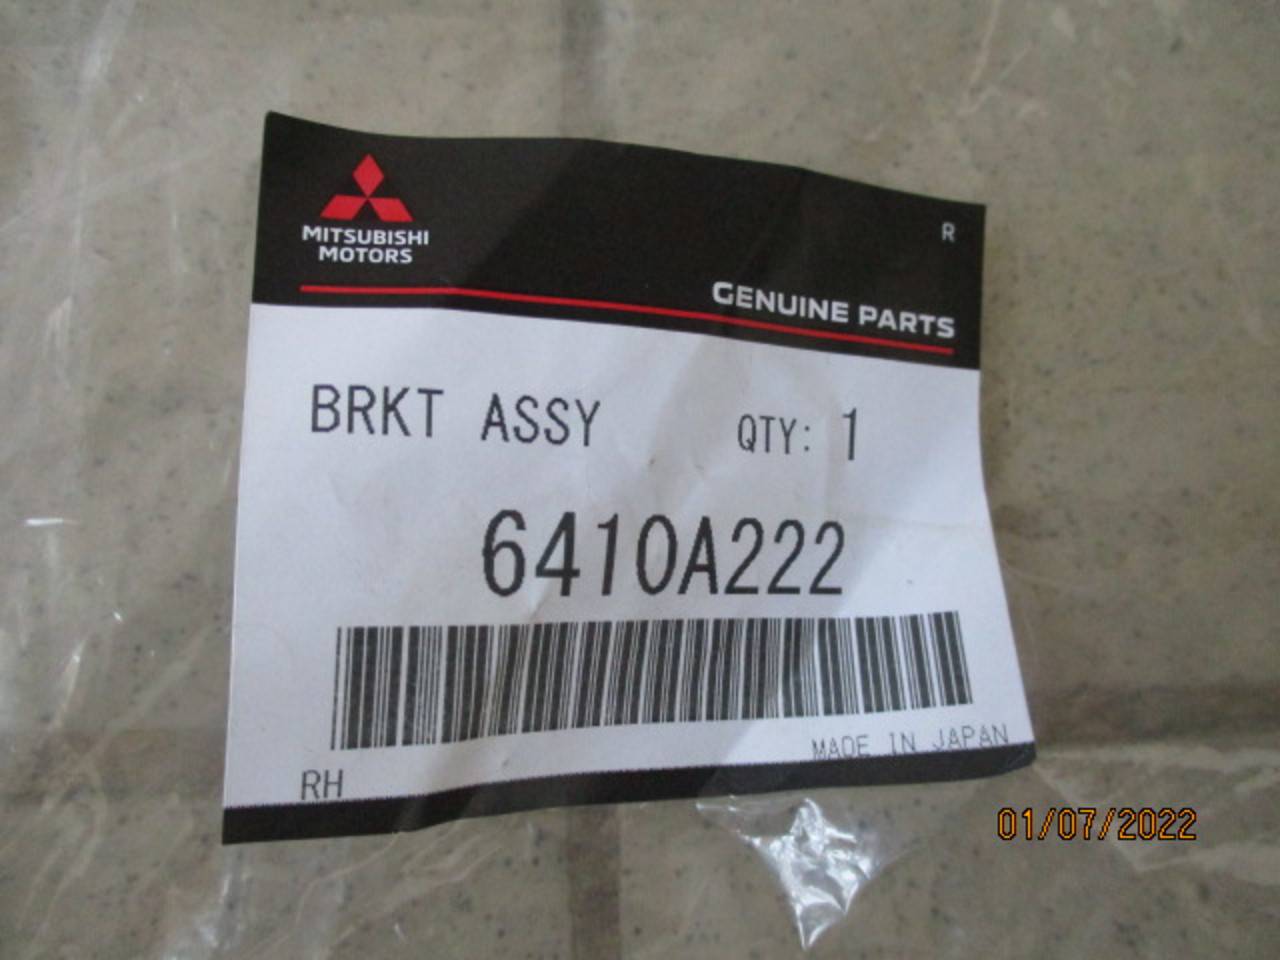 MITSUBISHI
MOTORS
R
GENUINE PARTS
BRKT ASSY QTY: 1
6410A222
MADE IN JAPAN
RH
01/07/2022